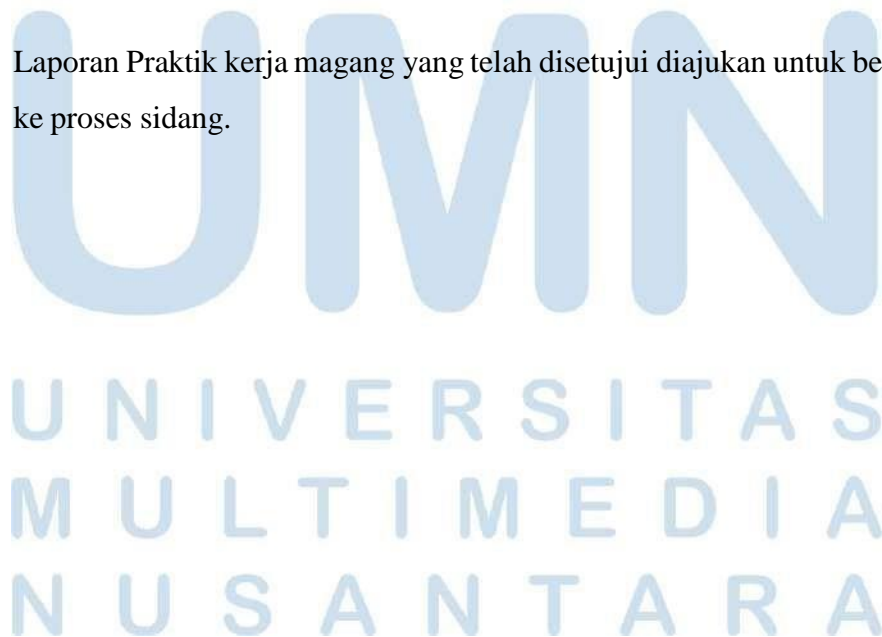 Laporan Praktik kerja magang yang telah disetujui diajukan untuk be
ke proses sidang.
UMN
UNIVERSITAS
MULTIMEDIA
NUSANTARA